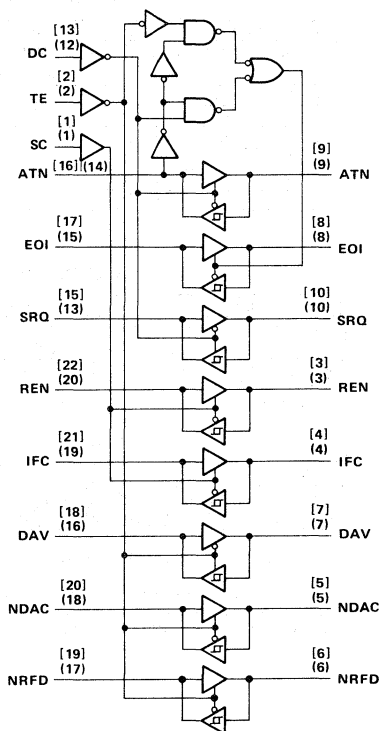 [13]
DC (12)
[2]
TE (2)
[1]
SC (1)
ATN [16] (14) [9] (9) ATN
[17] [8]
EOI (15) (8) EOI
[15] [10]
SRQ (13) (10) SRQ
[22] [3]
REN (20) (3) REN
[21] [4]
IFC (19) (4) IFC
[18] [7]
DAV (16) (7) DAV
[20] [5]
NDAC (18) (5) NDAC
[19] [6]
NRFD (17) (6) NRFD